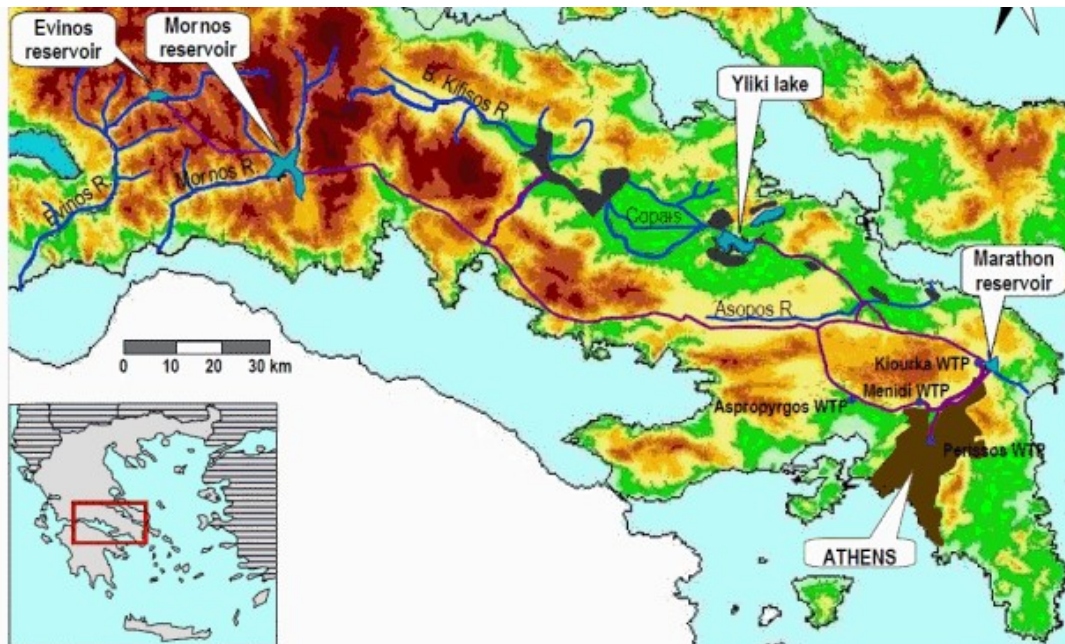 Evinos
reservoir
Mornos
reservoir
B. Kifisos R.
Yliki lake
Evinos R.
Mornos R.
Copais
Marathon
reservoir
Asopos R.
0 10 20 30 km
Kiourka WTP
Menidi WTP
Aspropyrgos WTP
Perissos WTP
ATHENS